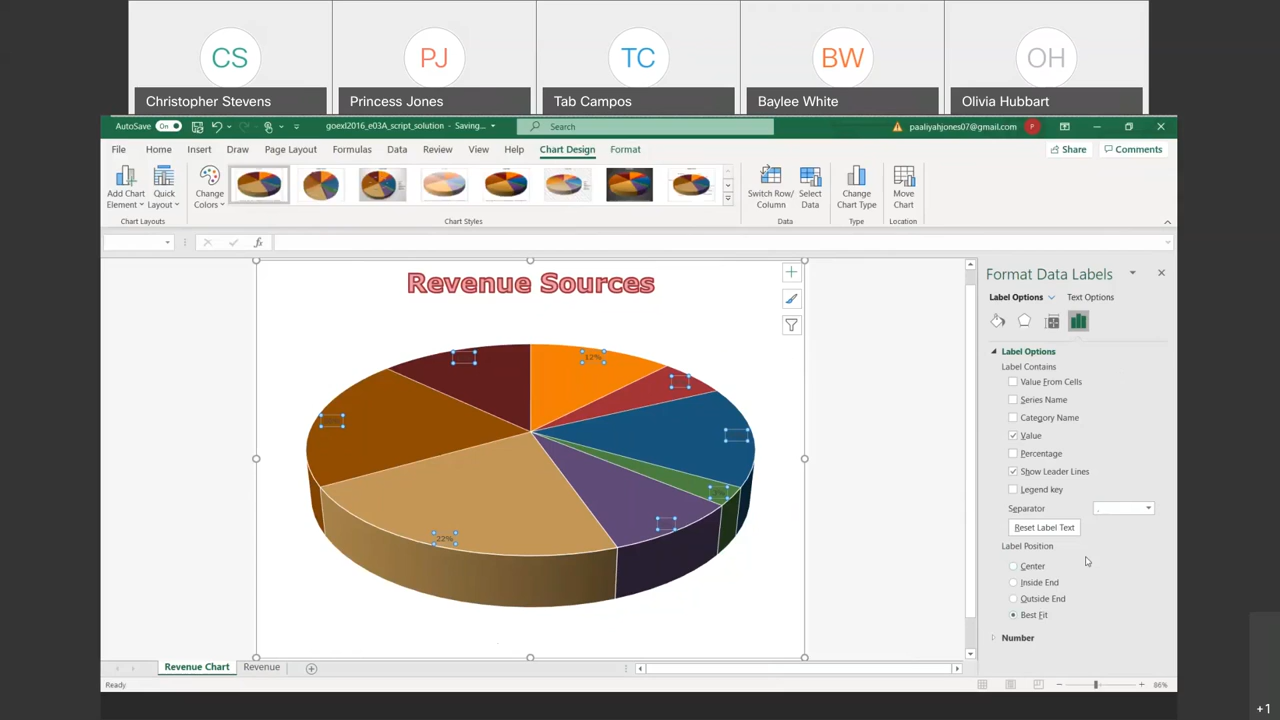 CS PJ TC BW OH
Christopher Stevens Princess Jones Tab Campos Baylee White Olivia Hubbart
AutoSave On goexl2016_e03A_script_solution - Saving... Search paaliyahjones07@gmail.com P
File Home Insert Draw Page Layout Formulas Data Review View Help Chart Design Format Share Comments
Add Chart Element Quick Layout Change Colors Switch Row/ Column Select Data Change Chart Type Move Chart
Chart Layouts Chart Styles Data Type Location
fx
Revenue Sources
12%
22%
Format Data Labels
Label Options Text Options
Label Options
Label Contains
Value From Cells
Series Name
Category Name
Value
Percentage
Show Leader Lines
Legend key
Separator ,
Reset Label Text
Label Position
Center
Inside End
Outside End
Best Fit
Number
Revenue Chart Revenue
Ready 86%
+1